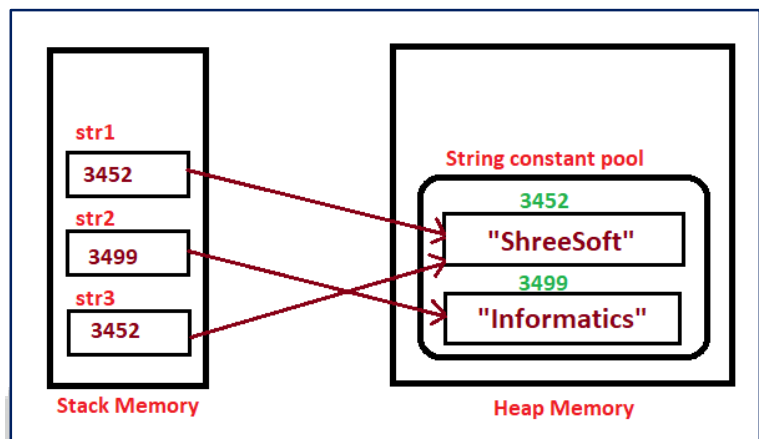 str1
3452
str2
3499
str3
3452
Stack Memory
String constant pool
3452
"ShreeSoft"
3499
"Informatics"
Heap Memory